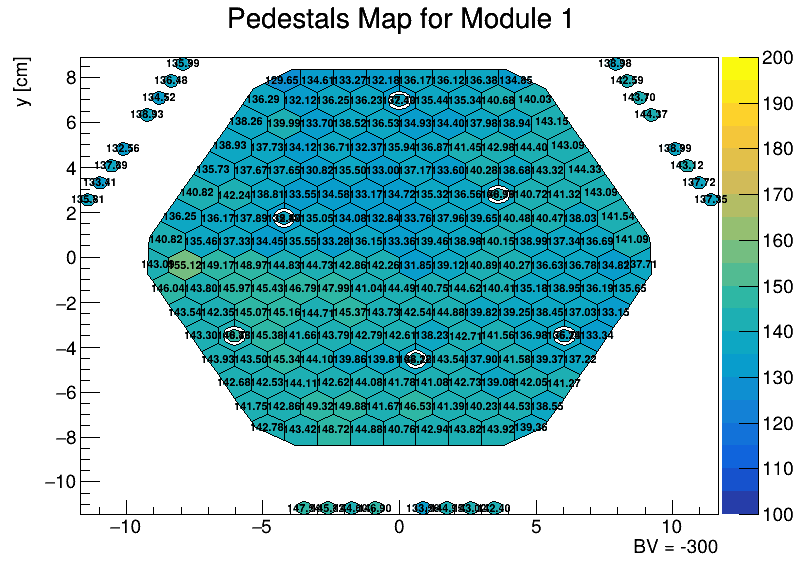 Pedestals Map for Module 1
y [cm]
135.99 138.98
136.48 142.59
134.52 143.70
138.93 144.37
132.56 138.99
137.69 143.12
133.41 137.72
135.81 137.35
129.65 134.61 133.27 132.18 136.17 136.12 136.38 134.85
136.29 132.12 136.25 136.23 135.44 135.34 140.68 140.03
138.26 139.99 133.70 138.52 136.53 134.93 134.40 137.98 138.94 143.15
138.93 137.73 134.12 136.71 132.37 135.94 136.87 141.45 142.98 144.40 143.09
135.73 137.67 137.65 131.82 135.50 133.00 137.17 133.60 140.28 138.68 143.32 144.33
140.82 142.24 138.81 133.55 134.58 133.17 134.72 135.32 136.56 140.72 141.32 143.09
136.25 136.17 137.89 135.05 134.08 132.84 133.76 137.96 139.65 140.48 140.47 138.03 141.54
140.82 135.46 137.33 134.45 135.55 133.28 136.15 133.36 139.46 138.98 140.15 138.99 137.34 136.69 141.09
143.09 155.12 149.17 148.97 144.83 144.73 142.86 142.26 131.85 139.12 140.89 140.27 136.63 136.78 134.82 137.71
146.04 143.80 145.97 145.43 146.79 147.99 141.04 144.49 140.75 144.62 140.41 135.18 138.95 136.19 135.65
143.54 142.35 145.07 145.16 144.71 145.37 143.73 142.54 139.25 138.45 137.03 133.15
143.30 145.38 141.66 143.79 142.79 142.61 138.23 142.71 141.56 136.98 133.34
143.93 143.50 145.34 144.10 139.86 139.81 143.54 137.90 141.58 139.37 137.22
142.68 142.53 144.11 142.62 144.08 141.78 141.08 142.73 139.08 142.05 141.27
141.75 142.86 149.32 149.88 141.67 146.53 141.39 140.23 144.53 138.55
142.78 143.42 148.72 144.88 140.76 142.94 143.82 143.92 139.36
146.90 142.40
8
6
4
2
0
−2
−4
−6
−8
−10
−10 −5 0 5 10
200
190
180
170
160
150
140
130
120
110
100
BV = -300